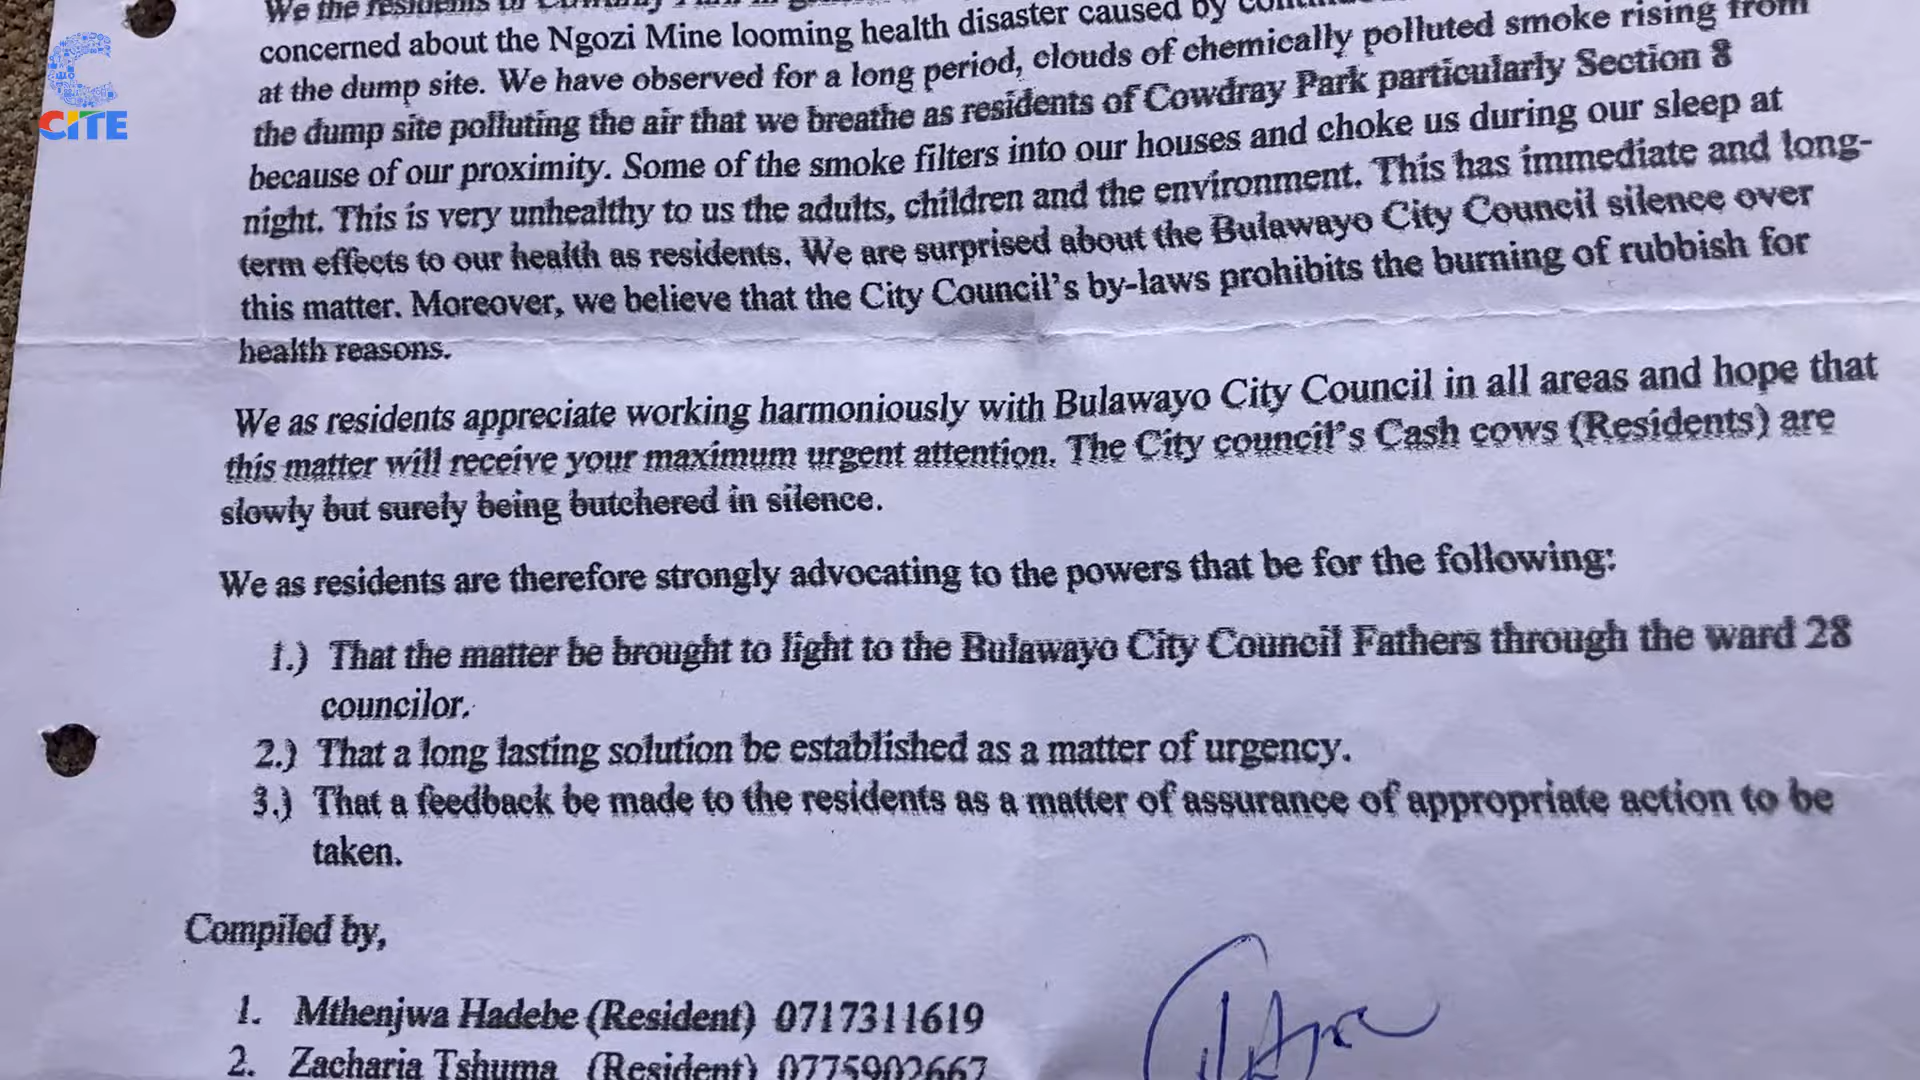 We the residents of Cowdray Park in
concerned about the Ngozi Mine looming health disaster caused by
at the dump site. We have observed for a long period, clouds of chemically polluted smoke rising from
the dump site polluting the air that we breathe as residents of Cowdray Park particularly Section 8
because of our proximity. Some of the smoke filters into our houses and choke us during our sleep at
night. This is very unhealthy to us the adults, children and the environment. This has immediate and long-
term effects to our health as residents. We are surprised about the Bulawayo City Council silence over
this matter. Moreover, we believe that the City Council's by-laws prohibits the burning of rubbish for
health reasons.
We as residents appreciate working harmoniously with Bulawayo City Council in all areas and hope that
this matter will receive your maximum urgent attention. The City council's Cash cows (Residents) are
slowly but surely being butchered in silence.
We as residents are therefore strongly advocating to the powers that be for the following:
1.) That the matter be brought to light to the Bulawayo City Council Fathers through the ward 28
councilor.
2.) That a long lasting solution be established as a matter of urgency.
3.) That a feedback be made to the residents as a matter of assurance of appropriate action to be
taken.
Compiled by,
1. Mthenjwa Hadebe (Resident) 0717311619
2. Zacharia Tshuma (Resident) 0775902667
CITE